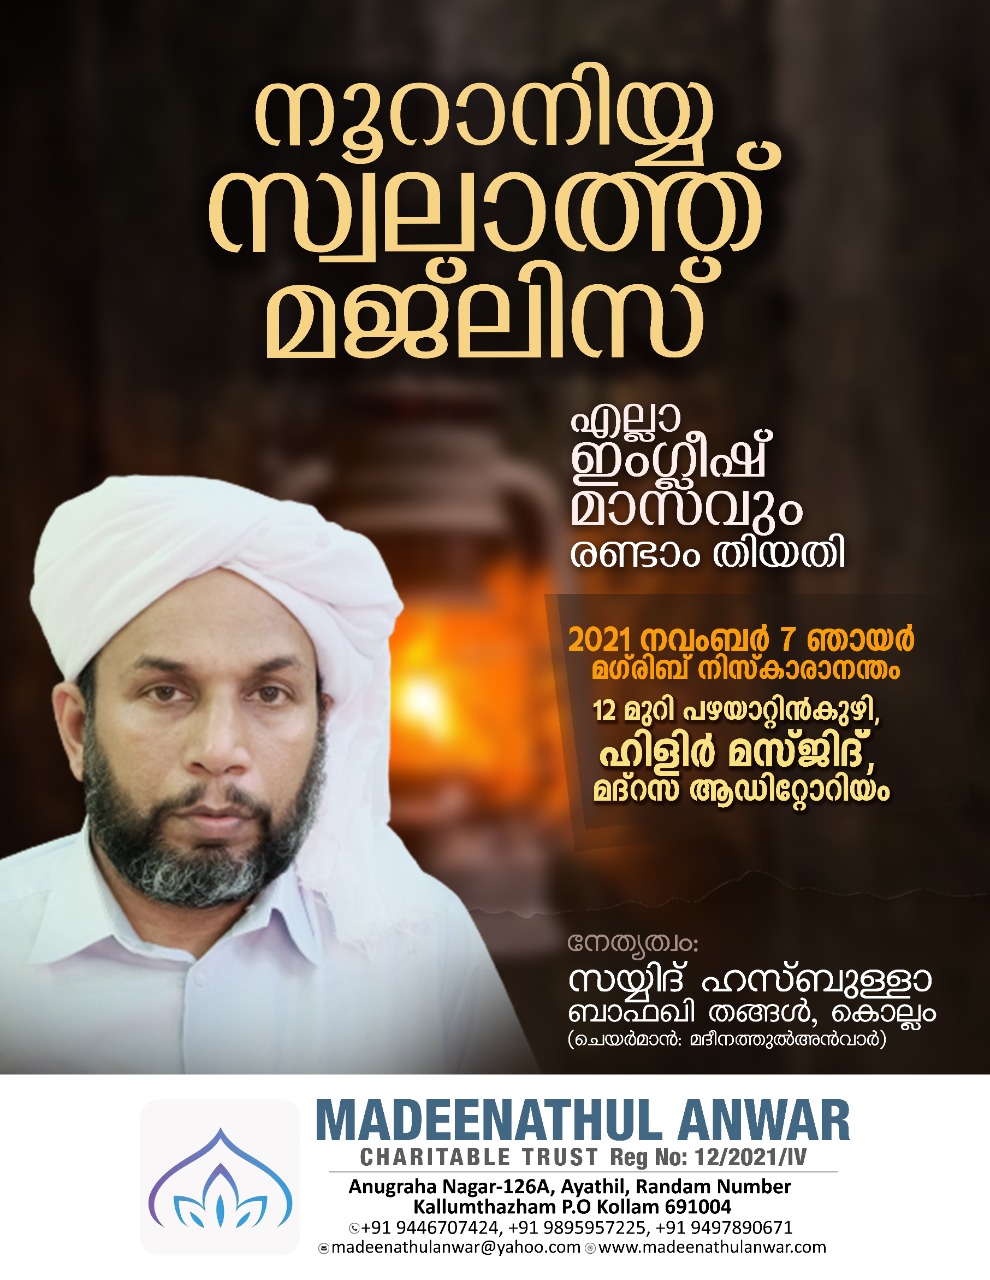 നൂറാനിയ്യ
സ്വലാത്ത്
മജ്‌ലിസ്
എല്ലാ
ഇംഗ്ലീഷ്
മാസവും
രണ്ടാം തിയതി
2021 നവംബർ 7 ഞായർ
മഗ്‌രിബ് നിസ്കാരാനന്തം
12 മുറി പഴയാറ്റിൻകുഴി,
ഹിളിർ മസ്ജിദ്,
മദ്റസ ആഡിറ്റോറിയം
നേതൃത്വം:
സയ്യിദ് ഹസ്ബുള്ളാ
ബാഫഖി തങ്ങൾ, കൊല്ലം
(ചെയർമാൻ: മദീനത്തുൽഅൻവാർ)
MADEENATHUL ANWAR
CHARITABLE TRUST Reg No: 12/2021/IV
Anugraha Nagar-126A, Ayathil, Randam Number
Kallumthazham P.O Kollam 691004
+91 9446707424, +91 9895957225, +91 9497890671
madeenathulanwar@yahoo.com www.madeenathulanwar.com